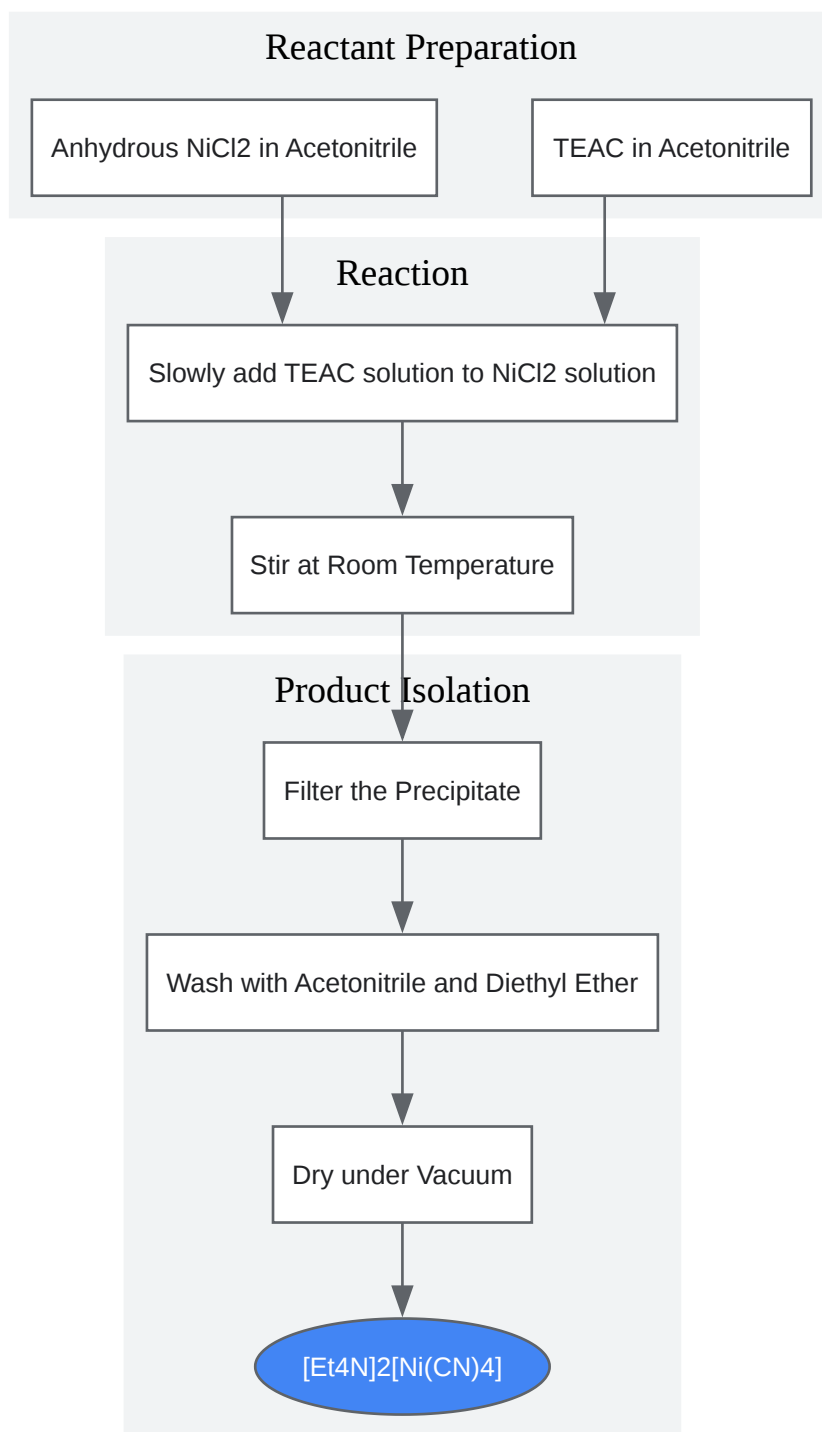 Reactant Preparation
Anhydrous NiCl2 in Acetonitrile
TEAC in Acetonitrile
Reaction
Slowly add TEAC solution to NiCl2 solution
Stir at Room Temperature
Product Isolation
Filter the Precipitate
Wash with Acetonitrile and Diethyl Ether
Dry under Vacuum
[Et4N]2[Ni(CN)4]